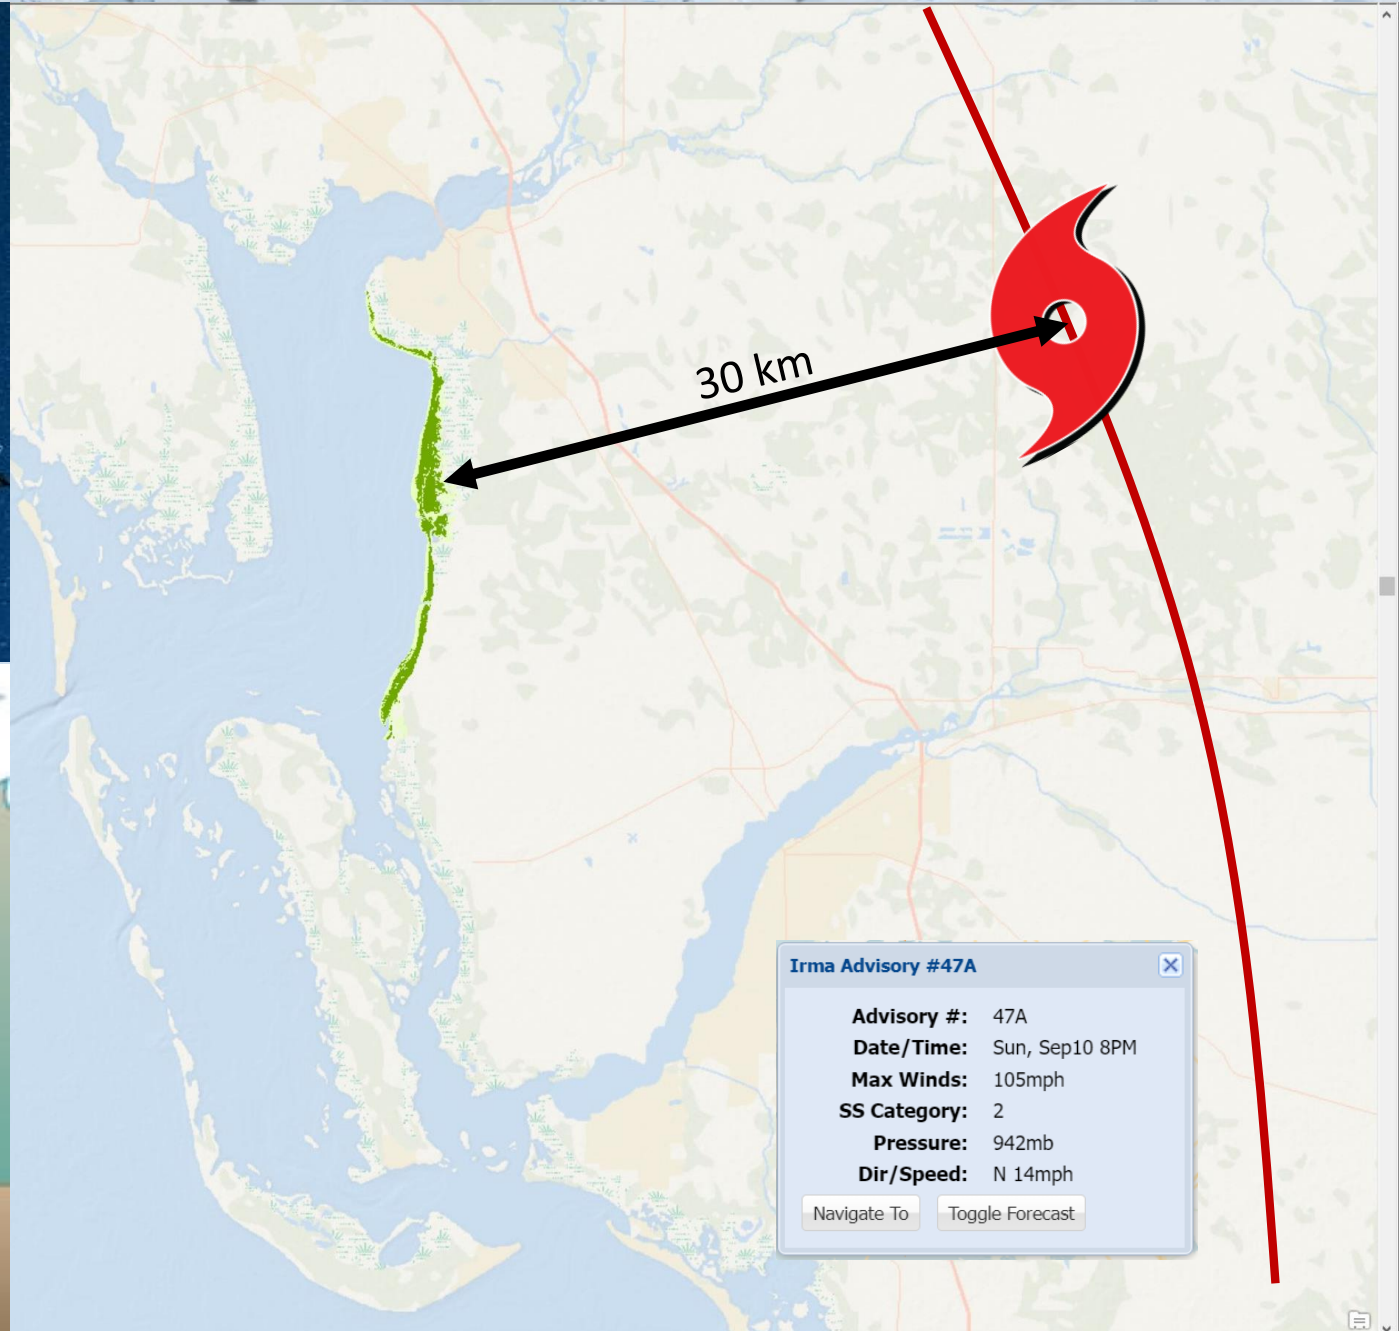 30 km
Irma Advisory #47A
Advisory #: 47A
Date/Time: Sun, Sep10 8PM
Max Winds: 105mph
SS Category: 2
Pressure: 942mb
Dir/Speed: N 14mph
Navigate To Toggle Forecast